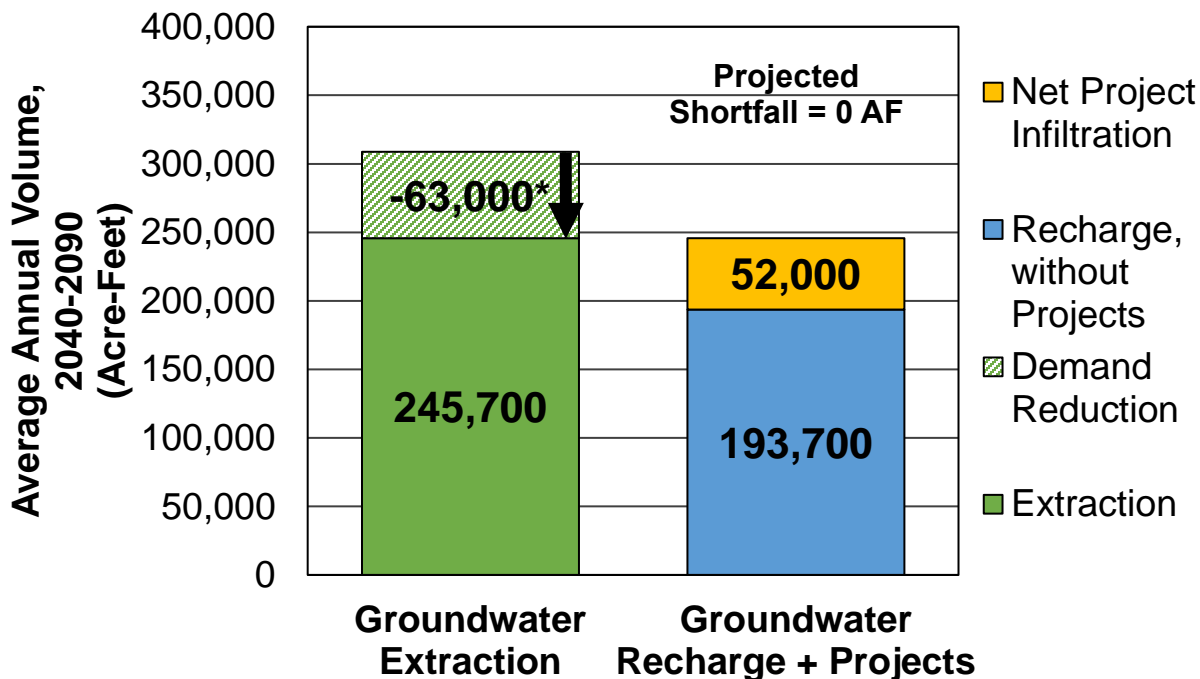 Average Annual Volume,
2040-2090
(Acre-Feet)
400,000
350,000
300,000
250,000
200,000
150,000
100,000
50,000
0
Projected
Shortfall = 0 AF
-63,000*
245,700
52,000
193,700
Groundwater
Extraction
Groundwater
Recharge + Projects
Net Project
Infiltration
Recharge,
without
Projects
Demand
Reduction
Extraction